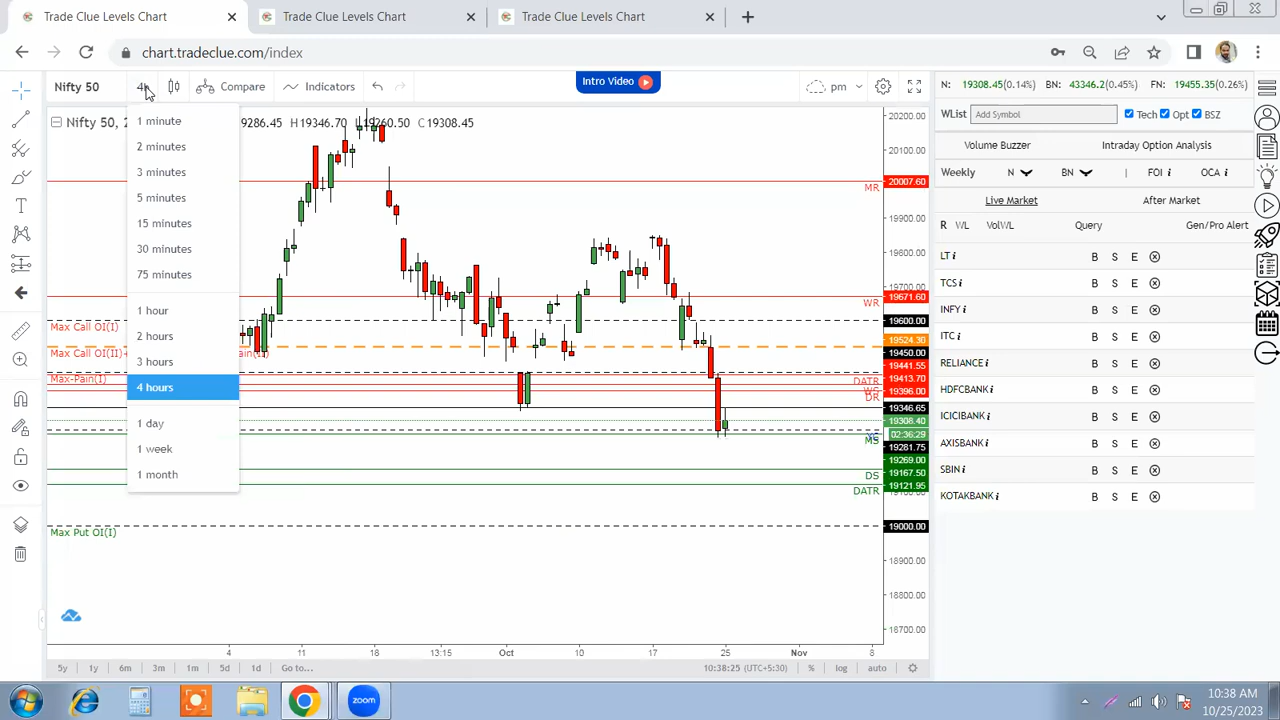 Trade Clue Levels Chart
Trade Clue Levels Chart
Trade Clue Levels Chart
chart.tradeclue.com/index
Nifty 50
Compare
Indicators
Intro Video
pm
N: 19308.45(0.14%) BN: 43346.2(0.45%) FN: 19455.35(0.26%)
WList Add Symbol Tech Opt BSZ
Volume Buzzer Intraday Option Analysis
Weekly N BN | FOI i OCA i
Live Market After Market
R WL VolWL Query Gen/Pro Alert
LT i B S E
TCS i B S E
INFY i B S E
ITC i B S E
RELIANCE i B S E
HDFCBANK i B S E
ICICIBANK i B S E
AXISBANK i B S E
SBIN i B S E
KOTAKBANK i B S E
1 minute
2 minutes
3 minutes
5 minutes
15 minutes
30 minutes
75 minutes
1 hour
2 hours
3 hours
4 hours
1 day
1 week
1 month
Nifty 50, 2
9286.45 H19346.70 60.50 C19308.45
Max Call OI(I)
Max Call OI(II)+
Max-Pain(I)
Max Put OI(I)
MR
WR
DATR
DR
MS
DS
DATR
20200.00
20100.00
20007.60
19900.00
19800.00
19700.00
19671.60
19600.00
19524.30
19450.00
19441.55
19413.70
19396.00
19346.65
19308.40
02:36:29
19281.75
19269.00
19167.50
19121.95
19000.00
18900.00
18800.00
18700.00
4 11 18 13:15 Oct 10 17 25 Nov 8
5y 1y 6m 3m 1m 5d 1d Go to... 10:38:25 (UTC+5:30) % log auto
zoom
10:38 AM
10/25/2023